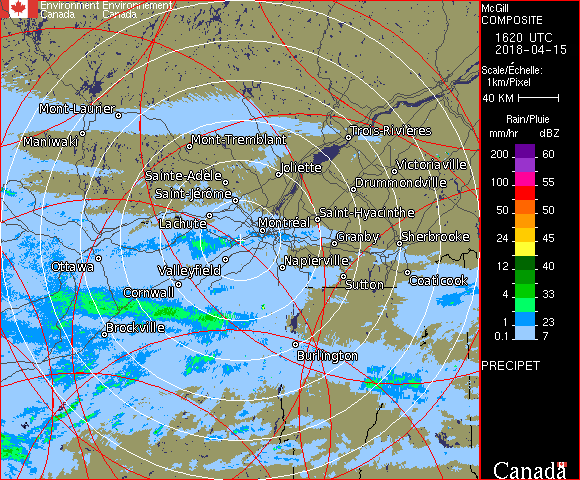 Environment Environnement
Canada Canada
McGill
COMPOSITE
1620 UTC
2018-04-15
Scale/Échelle:
1km/Pixel
40 KM
Rain/Pluie
mm/hr dBZ
200 60
100 55
50 50
24 45
12 40
4 33
2 23
0.1 7
PRECIPET
Canada
Mont-Laurier
Maniwaki
Mont-Tremblant
Trois-Rivières
Joliette
Victoriaville
Sainte-Adèle
Drummondville
Saint-Jérôme
Lachute
Montréal
Saint-Hyacinthe
Granby
Sherbrooke
Ottawa
Valleyfield
Napierville
Sutton
Coaticook
Cornwall
Brockville
Burlington